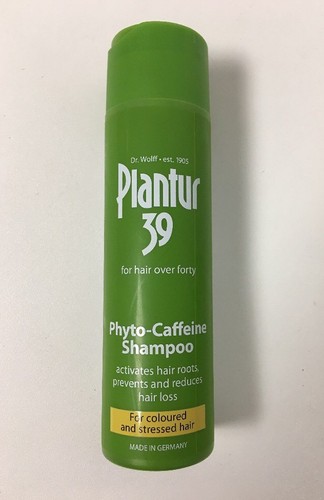 Dr. Wolff • est. 1905
Plantur
39
for hair over forty
Phyto-Caffeine
Shampoo
activates hair roots,
prevents and reduces
hair loss
For coloured
and stressed hair
MADE IN GERMANY